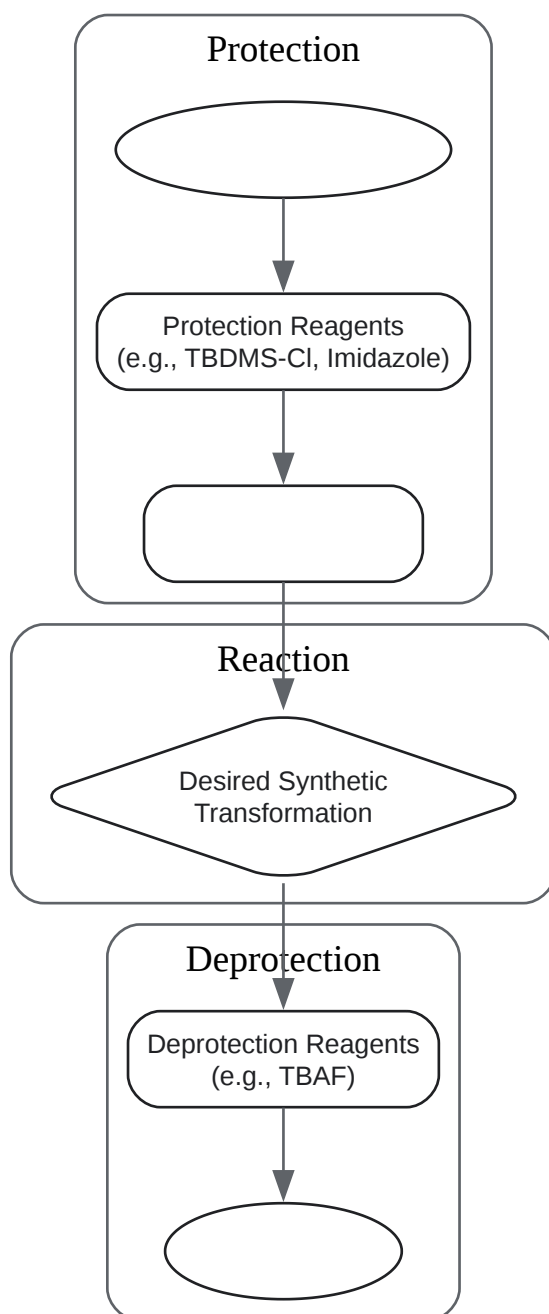 Protection
Protection Reagents
(e.g., TBDMS-Cl, Imidazole)
Reaction
Desired Synthetic
Transformation
Deprotection
Deprotection Reagents
(e.g., TBAF)